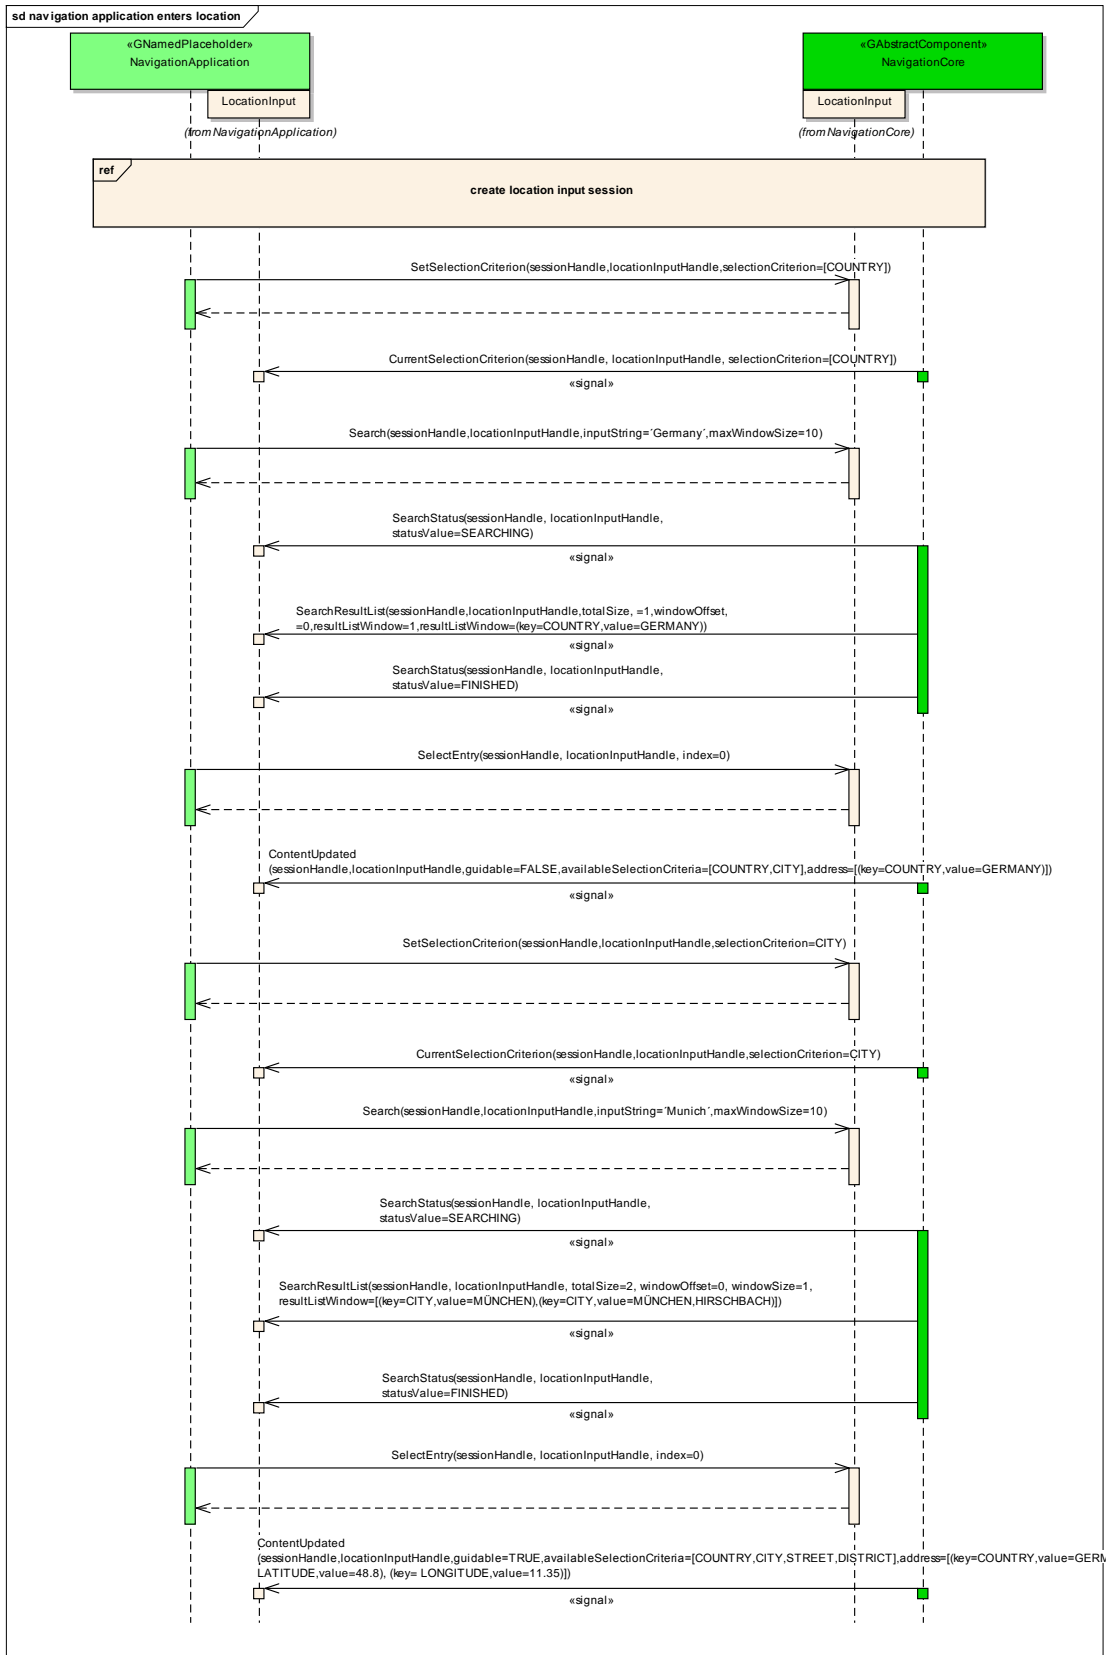 sd navigation application enters location
«GNamedPlaceholder»
NavigationApplication
«GAbstractComponent»
NavigationCore
LocationInput
LocationInput
(from NavigationApplication)
(from NavigationCore)
ref
create location input session
SetSelectionCriterion(sessionHandle,locationInputHandle,selectionCriterion=[COUNTRY])
CurrentSelectionCriterion(sessionHandle, locationInputHandle, selectionCriterion=[COUNTRY])
«signal»
Search(sessionHandle,locationInputHandle,inputString=´Germany´,maxWindowSize=10)
SearchStatus(sessionHandle, locationInputHandle,
statusValue=SEARCHING)
«signal»
SearchResultList(sessionHandle,locationInputHandle,totalSize, =1,windowOffset,
=0,resultListWindow=1,resultListWindow=(key=COUNTRY,value=GERMANY))
«signal»
SearchStatus(sessionHandle, locationInputHandle,
statusValue=FINISHED)
«signal»
SelectEntry(sessionHandle, locationInputHandle, index=0)
ContentUpdated
(sessionHandle,locationInputHandle,guidable=FALSE,availableSelectionCriteria=[COUNTRY,CITY],address=[(key=COUNTRY,value=GERMANY)])
«signal»
SetSelectionCriterion(sessionHandle,locationInputHandle,selectionCriterion=CITY)
CurrentSelectionCriterion(sessionHandle,locationInputHandle,selectionCriterion=CITY)
«signal»
Search(sessionHandle,locationInputHandle,inputString=´Munich´,maxWindowSize=10)
SearchStatus(sessionHandle, locationInputHandle,
statusValue=SEARCHING)
«signal»
SearchResultList(sessionHandle, locationInputHandle, totalSize=2, windowOffset=0, windowSize=1,
resultListWindow=[(key=CITY,value=MÜNCHEN),(key=CITY,value=MÜNCHEN,HIRSCHBACH)])
«signal»
SearchStatus(sessionHandle, locationInputHandle,
statusValue=FINISHED)
«signal»
SelectEntry(sessionHandle, locationInputHandle, index=0)
ContentUpdated
(sessionHandle,locationInputHandle,guidable=TRUE,availableSelectionCriteria=[COUNTRY,CITY,STREET,DISTRICT],address=[(key=COUNTRY,value=GERM
LATITUDE,value=48.8), (key= LONGITUDE,value=11.35)])
«signal»